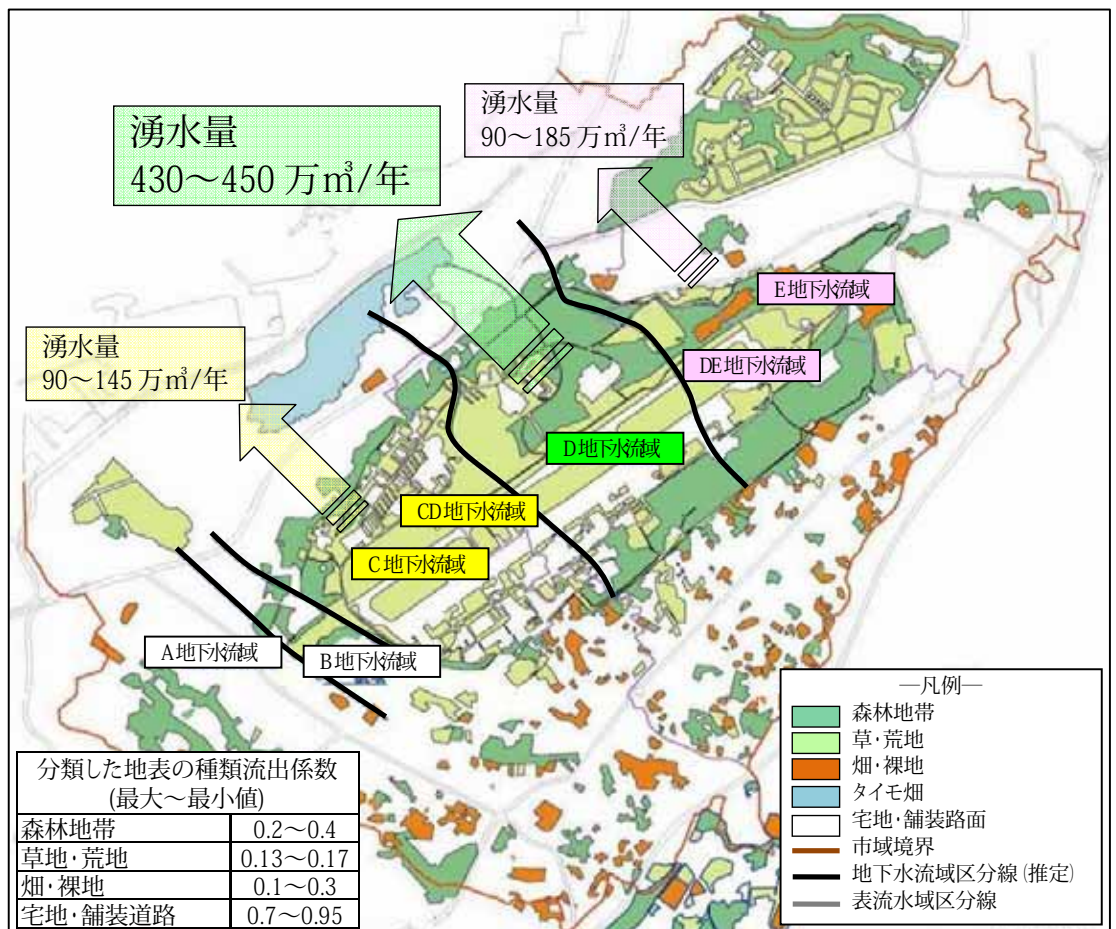 湧水量
430～450 万㎥/年
湧水量
90～185 万㎥/年
湧水量
90～145 万㎥/年
E地下水流域
DE地下水流域
D地下水流域
CD地下水流域
C地下水流域
A地下水流域
B地下水流域
分類した地表の種類流出係数
(最大～最小値)
森林地帯 0.2～0.4
草地・荒地 0.13～0.17
畑・裸地 0.1～0.3
宅地・舗装道路 0.7～0.95
―凡例―
森林地帯
草・荒地
畑・裸地
タイモ畑
宅地・舗装路面
市域境界
地下水流域区分線（推定）
表流水域区分線